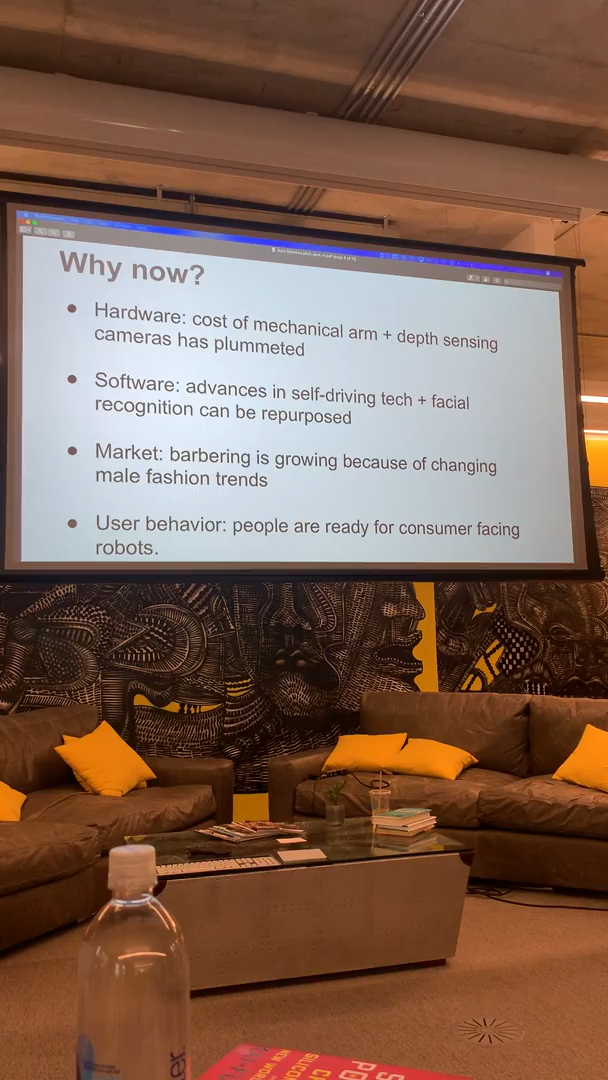 Why now?
● Hardware: cost of mechanical arm + depth sensing
cameras has plummeted
● Software: advances in self-driving tech + facial
recognition can be repurposed
● Market: barbering is growing because of changing
male fashion trends
● User behavior: people are ready for consumer facing
robots.